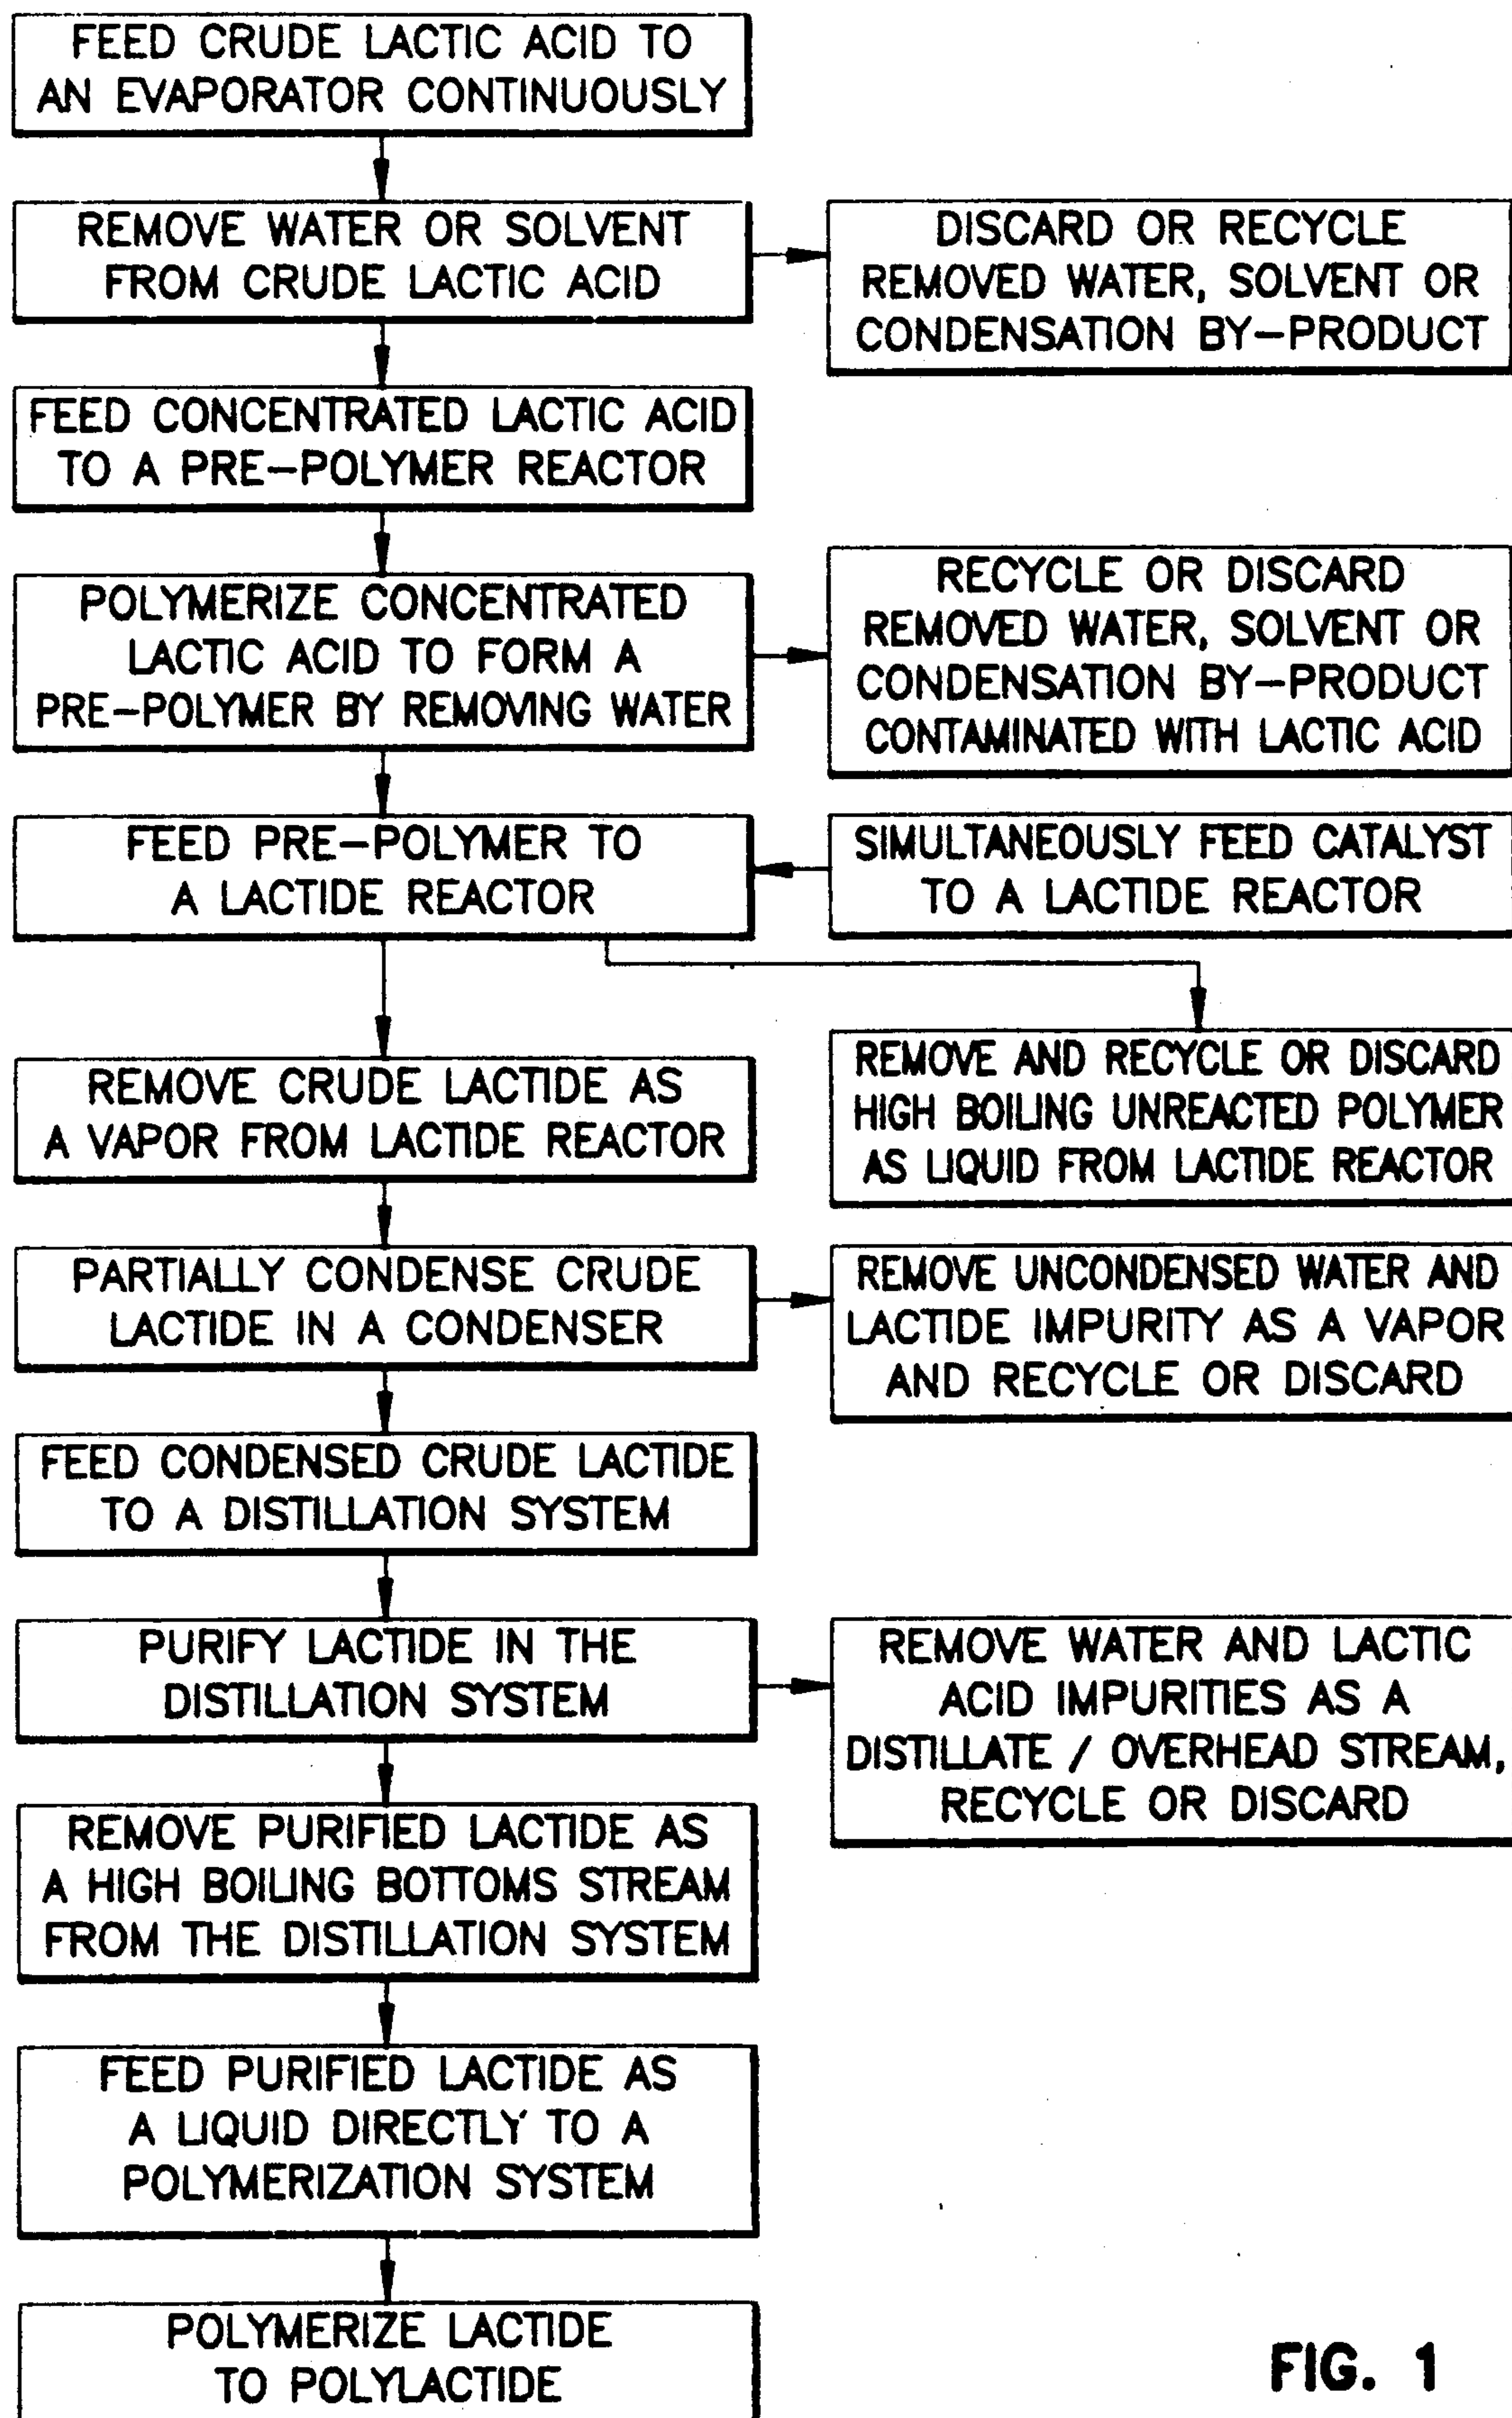 FEED CRUDE LACTIC ACID TO
AN EVAPORATOR CONTINUOUSLY
REMOVE WATER OR SOLVENT
FROM CRUDE LACTIC ACID
DISCARD OR RECYCLE
REMOVED WATER, SOLVENT OR
CONDENSATION BY-PRODUCT
FEED CONCENTRATED LACTIC ACID
TO A PRE-POLYMER REACTOR
POLYMERIZE CONCENTRATED
LACTIC ACID TO FORM A
PRE-POLYMER BY REMOVING WATER
RECYCLE OR DISCARD
REMOVED WATER, SOLVENT OR
CONDENSATION BY-PRODUCT
CONTAMINATED WITH LACTIC ACID
FEED PRE-POLYMER TO
A LACTIDE REACTOR
SIMULTANEOUSLY FEED CATALYST
TO A LACTIDE REACTOR
REMOVE CRUDE LACTIDE AS
A VAPOR FROM LACTIDE REACTOR
REMOVE AND RECYCLE OR DISCARD
HIGH BOILING UNREACTED POLYMER
AS LIQUID FROM LACTIDE REACTOR
PARTIALLY CONDENSE CRUDE
LACTIDE IN A CONDENSER
REMOVE UNCONDENSED WATER AND
LACTIDE IMPURITY AS A VAPOR
AND RECYCLE OR DISCARD
FEED CONDENSED CRUDE LACTIDE
TO A DISTILLATION SYSTEM
PURIFY LACTIDE IN THE
DISTILLATION SYSTEM
REMOVE WATER AND LACTIC
ACID IMPURITIES AS A
DISTILLATE / OVERHEAD STREAM,
RECYCLE OR DISCARD
REMOVE PURIFIED LACTIDE AS
A HIGH BOILING BOTTOMS STREAM
FROM THE DISTILLATION SYSTEM
FEED PURIFIED LACTIDE AS
A LIQUID DIRECTLY TO A
POLYMERIZATION SYSTEM
POLYMERIZE LACTIDE
TO POLYLACTIDE
FIG. 1